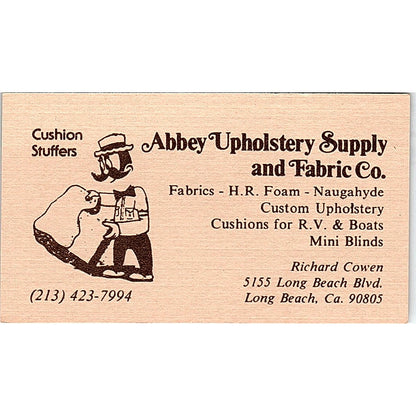 Cushion
Stuffers
Abbey Upholstery Supply
and Fabric Co.
Fabrics - H.R. Foam - Naugahyde
Custom Upholstery
Cushions for R.V. & Boats
Mini Blinds
Richard Cowen
5155 Long Beach Blvd.
Long Beach, Ca. 90805
(213) 423-7994